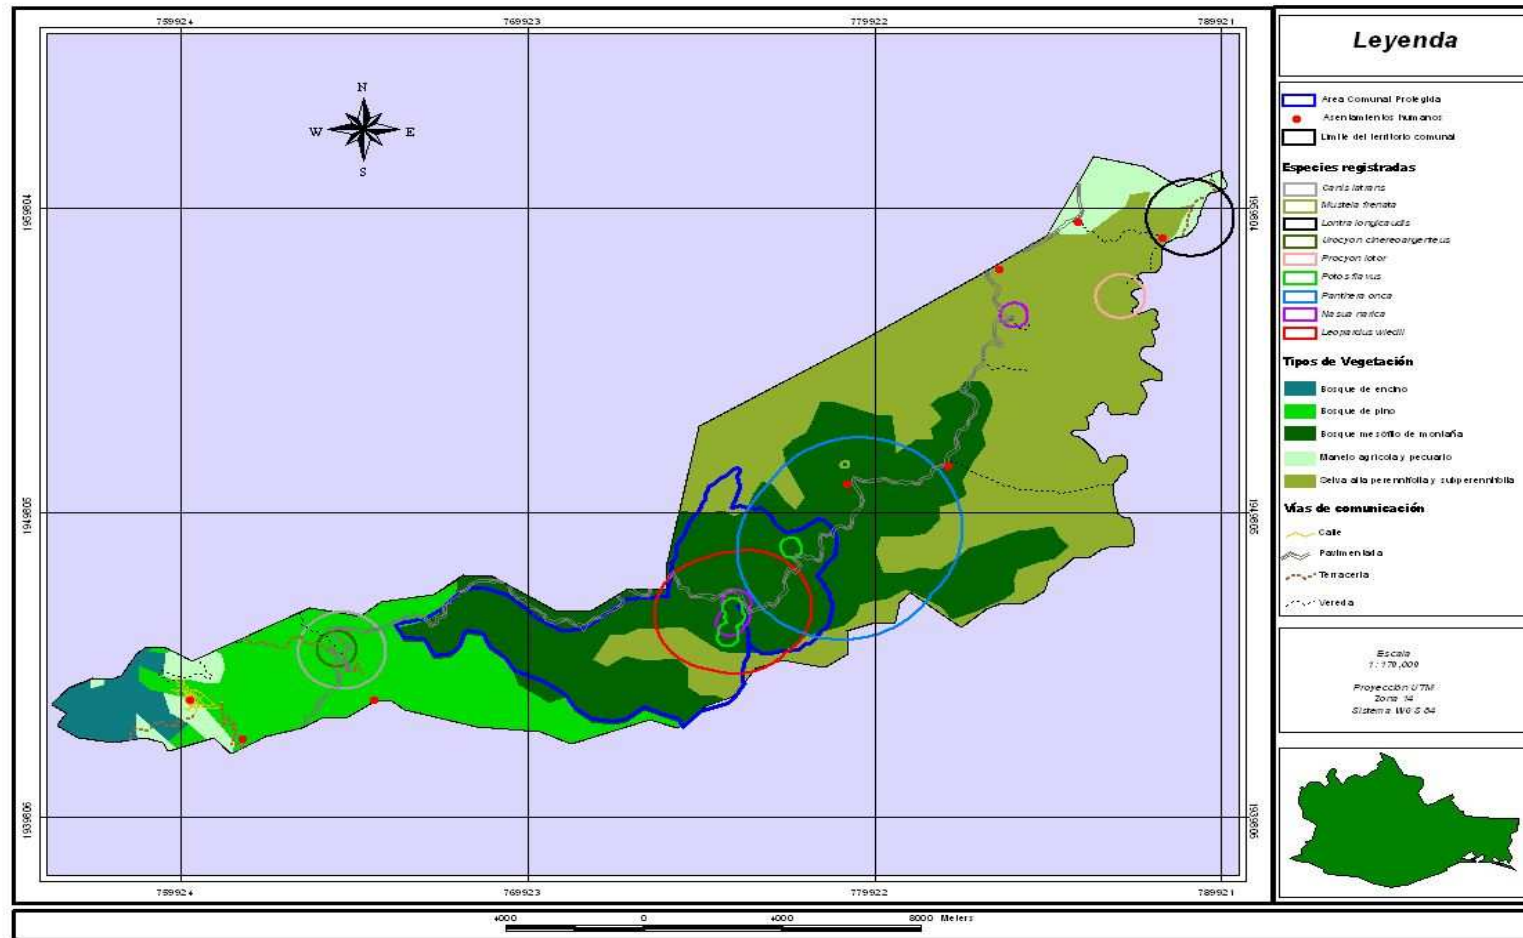 759924 769923 779922 789921
N
W E
S
1959804 1959804
1949805 1949805
1939806 1939806
759924 769923 779922 789921
4000 0 4000 8000 Meters
Leyenda
Area Comunal Protegida
Asentamientos humanos
Limite del territorio comunal
Especies registradas
Canis latrans
Mustela frenata
Lontra longicaudis
Urocyon cinereoargenteus
Procyon lotor
Potos flavus
Panthera onca
Nasua narica
Leopardus wiedii
Tipos de Vegetación
Bosque de encino
Bosque de pino
Bosque mesófilo de montaña
Manejo agrícola y pecuario
Selva alta perennifolia y subperennifolia
Vías de comunicación
Calle
Pavimentada
Terraceria
Vereda
Escala
1:170,000
Proyección UTM
Zona 14
Sistema WGS 84